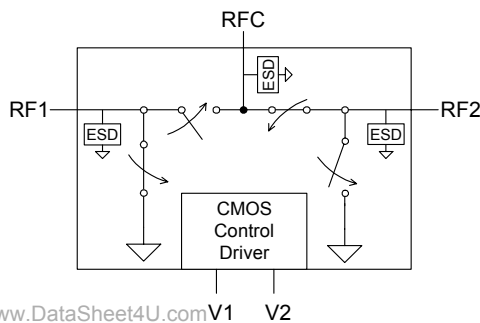 RFC
ESD
RF1
RF2
ESD
ESD
CMOS
Control
Driver
www.DataSheet4U.com
V1
V2